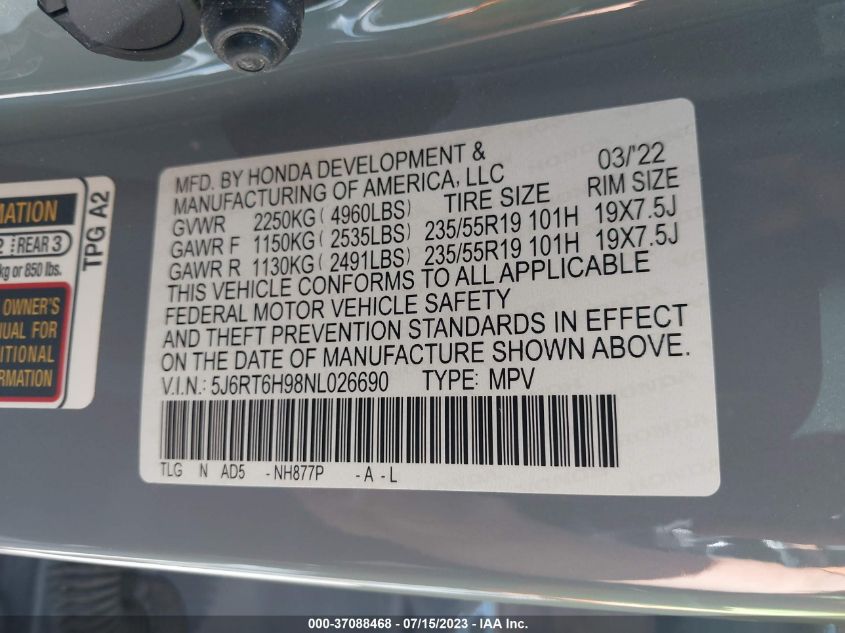 MATION
2 REAR 3
kg or 850 lbs.
OWNER'S
UAL FOR
ITIONAL
RMATION
TPG A2
MFD. BY HONDA DEVELOPMENT & 03/'22
MANUFACTURING OF AMERICA, LLC
TIRE SIZE RIM SIZE
GVWR 2250KG ( 4960LBS)
GAWR F 1150KG ( 2535LBS) 235/55R19 101H 19X7.5J
GAWR R 1130KG ( 2491LBS) 235/55R19 101H 19X7.5J
THIS VEHICLE CONFORMS TO ALL APPLICABLE
FEDERAL MOTOR VEHICLE SAFETY
AND THEFT PREVENTION STANDARDS IN EFFECT
ON THE DATE OF MANUFACTURE SHOWN ABOVE.
V.I.N.: 5J6RT6H98NL026690 TYPE: MPV
TLG N AD5 -NH877P -A -L
000-37088468 - 07/15/2023 - IAA Inc.